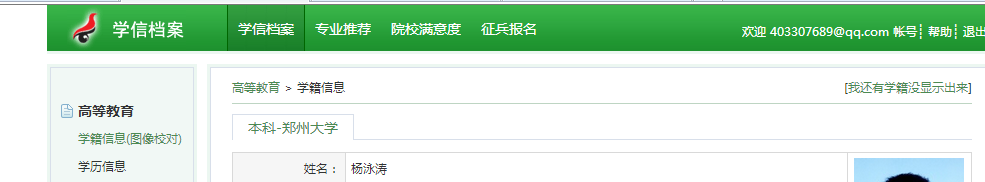 学信档案 学信档案 专业推荐 院校满意度 征兵报名 欢迎 403307689@qq.com 帐号┊ 帮助┊ 退出
高等教育 > 学籍信息 [我还有学籍没显示出来]
高等教育
学籍信息(图像校对)
学历信息
本科-郑州大学
姓名： 杨泳涛